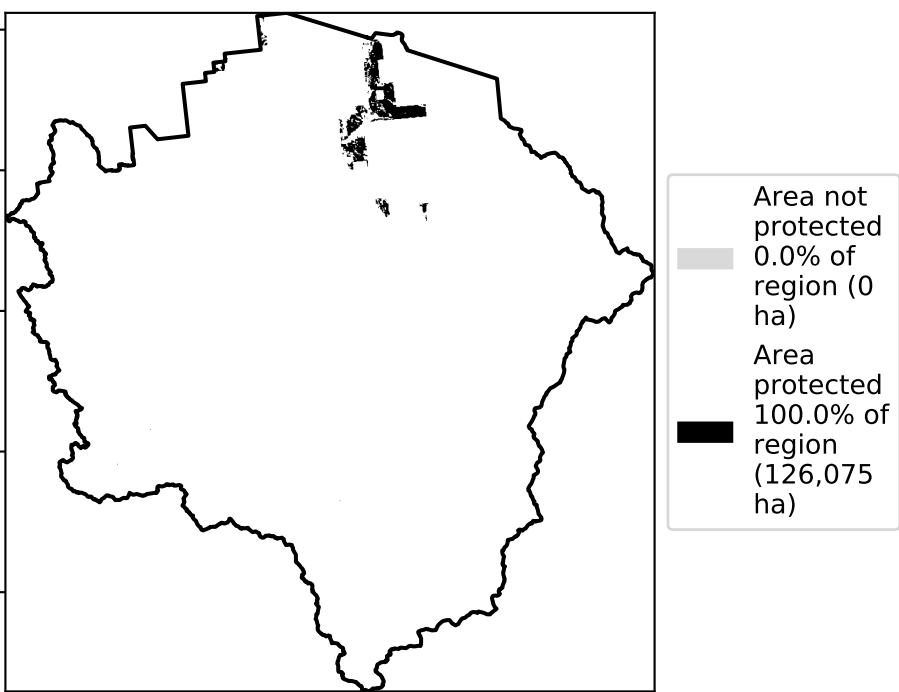 Area not
protected
0.0% of
region (0
ha)
Area
protected
100.0% of
region
(126,075
ha)